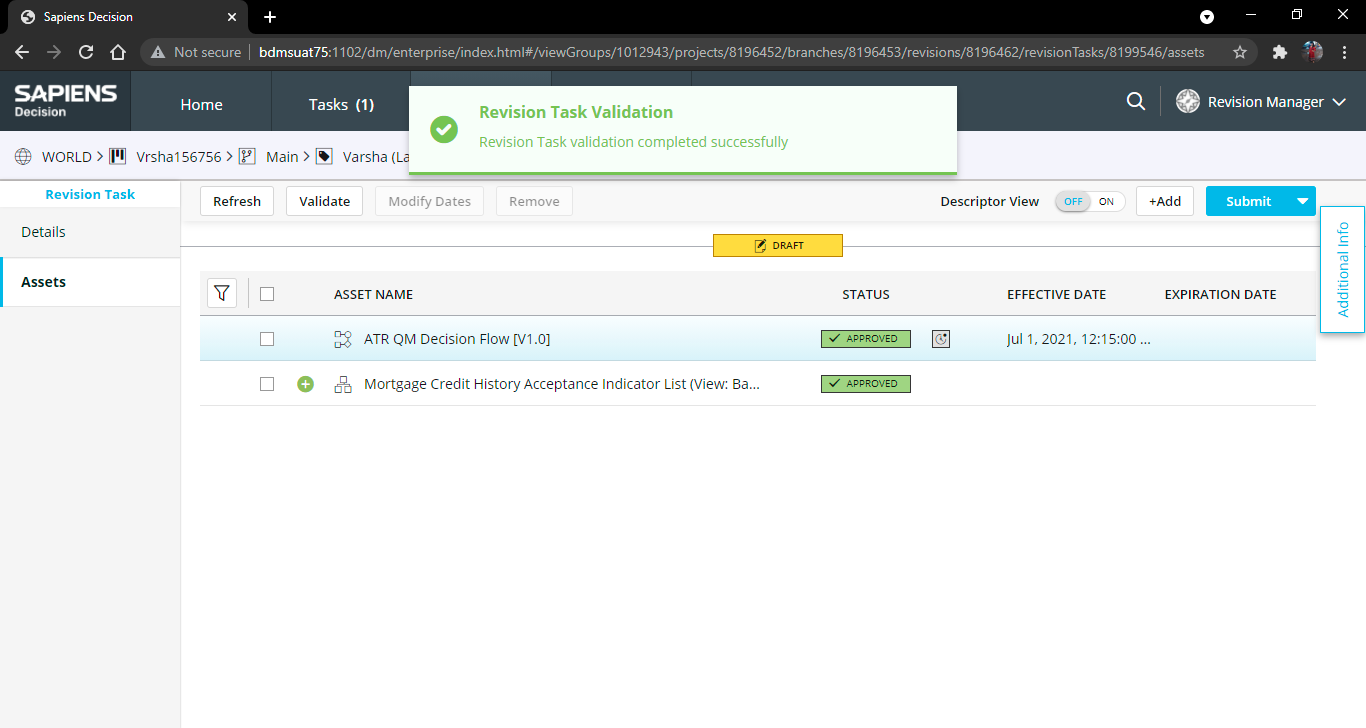 Sapiens Decision
Not secure
bdmsuat75:1102/dm/enterprise/index.html#/viewGroups/1012943/projects/8196452/branches/8196453/revisions/8196462/revisionTasks/8199546/assets
SAPIENS
Decision
Home
Tasks (1)
Revision Manager
Revision Task Validation
Revision Task validation completed successfully
WORLD > Vrsha156756 > Main > Varsha (La
Revision Task
Details
Assets
Refresh
Validate
Modify Dates
Remove
Descriptor View
OFF ON
+Add
Submit
Additional Info
DRAFT
ASSET NAME STATUS EFFECTIVE DATE EXPIRATION DATE
ATR QM Decision Flow [V1.0] APPROVED Jul 1, 2021, 12:15:00 ...
Mortgage Credit History Acceptance Indicator List (View: Ba... APPROVED